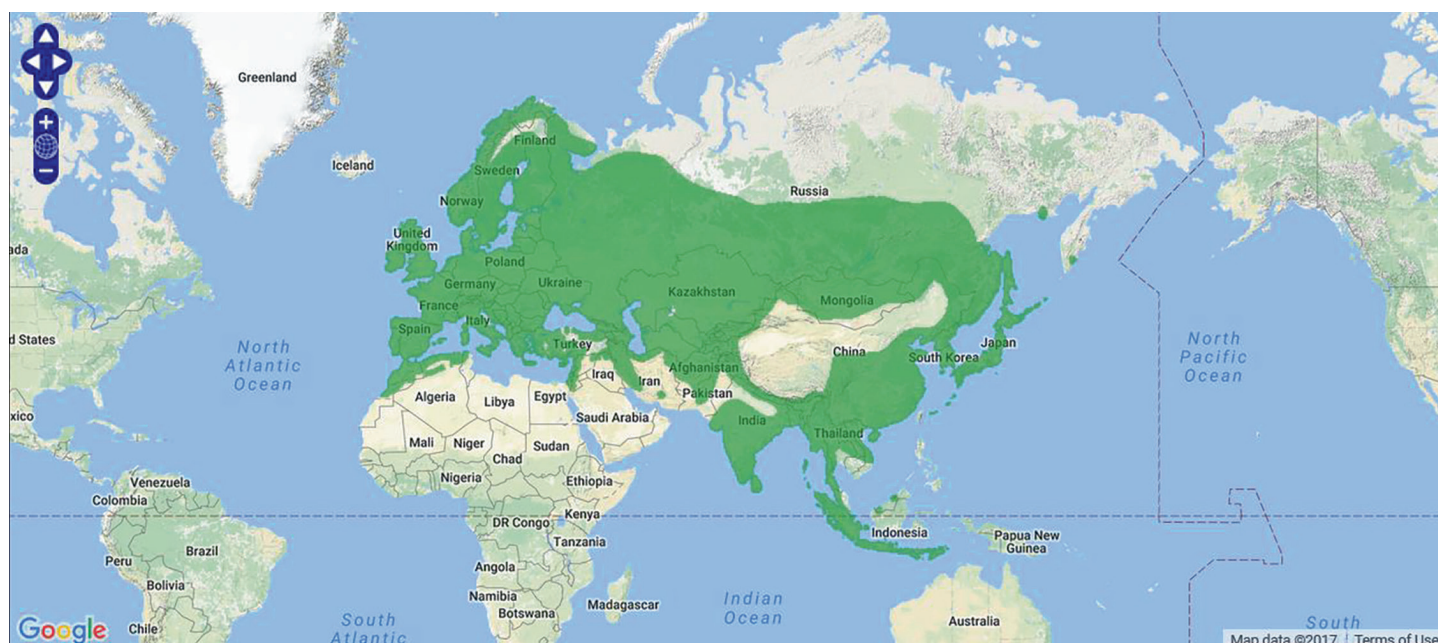 Greenland
Iceland
Finland
Sweden
Norway
Russia
United
Kingdom
Poland
Germany
Ukraine
France
Kazakhstan
Mongolia
Italy
Spain
Turkey
China
South Korea
Japan
Afghanistan
Iraq
Iran
Pakistan
Algeria
Libya
Egypt
Saudi Arabia
India
Thailand
Mali
Niger
Sudan
Chad
Nigeria
Ethiopia
Kenya
DR Congo
Tanzania
Angola
Namibia
Botswana
Madagascar
Indonesia
Papua New
Guinea
Australia
ada
d States
xico
Venezuela
Colombia
Brazil
Peru
Bolivia
Chile
North
Atlantic
Ocean
North
Pacific
Ocean
South
Atlantic
Indian
Ocean
South
+
−
Google
Map data ©2017
Terms of Use